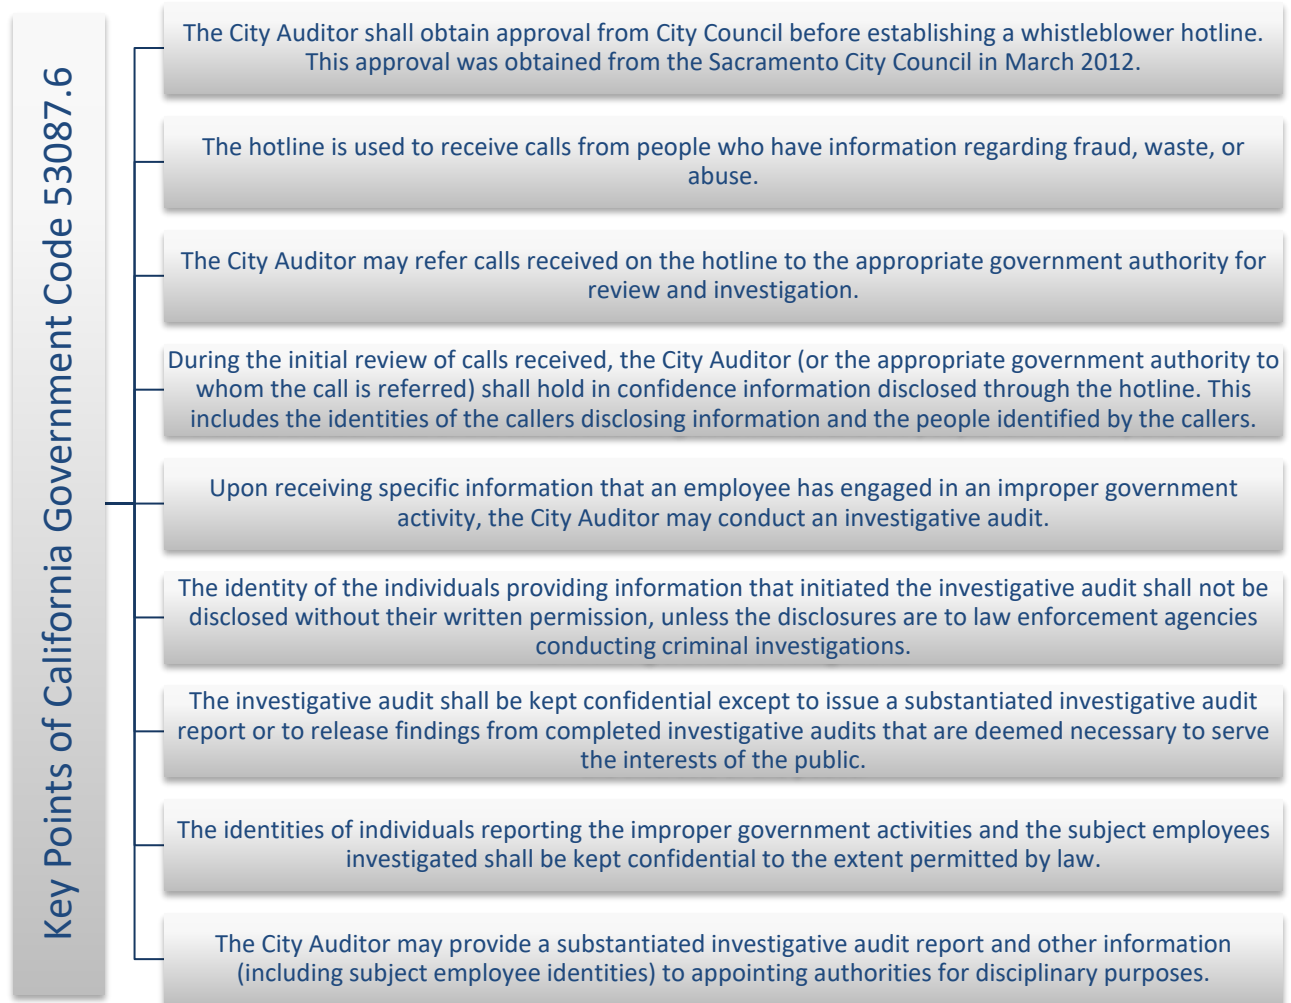 Key Points of California Government Code 53087.6
The City Auditor shall obtain approval from City Council before establishing a whistleblower hotline.
This approval was obtained from the Sacramento City Council in March 2012.
The hotline is used to receive calls from people who have information regarding fraud, waste, or
abuse.
The City Auditor may refer calls received on the hotline to the appropriate government authority for
review and investigation.
During the initial review of calls received, the City Auditor (or the appropriate government authority to
whom the call is referred) shall hold in confidence information disclosed through the hotline. This
includes the identities of the callers disclosing information and the people identified by the callers.
Upon receiving specific information that an employee has engaged in an improper government
activity, the City Auditor may conduct an investigative audit.
The identity of the individuals providing information that initiated the investigative audit shall not be
disclosed without their written permission, unless the disclosures are to law enforcement agencies
conducting criminal investigations.
The investigative audit shall be kept confidential except to issue a substantiated investigative audit
report or to release findings from completed investigative audits that are deemed necessary to serve
the interests of the public.
The identities of individuals reporting the improper government activities and the subject employees
investigated shall be kept confidential to the extent permitted by law.
The City Auditor may provide a substantiated investigative audit report and other information
(including subject employee identities) to appointing authorities for disciplinary purposes.